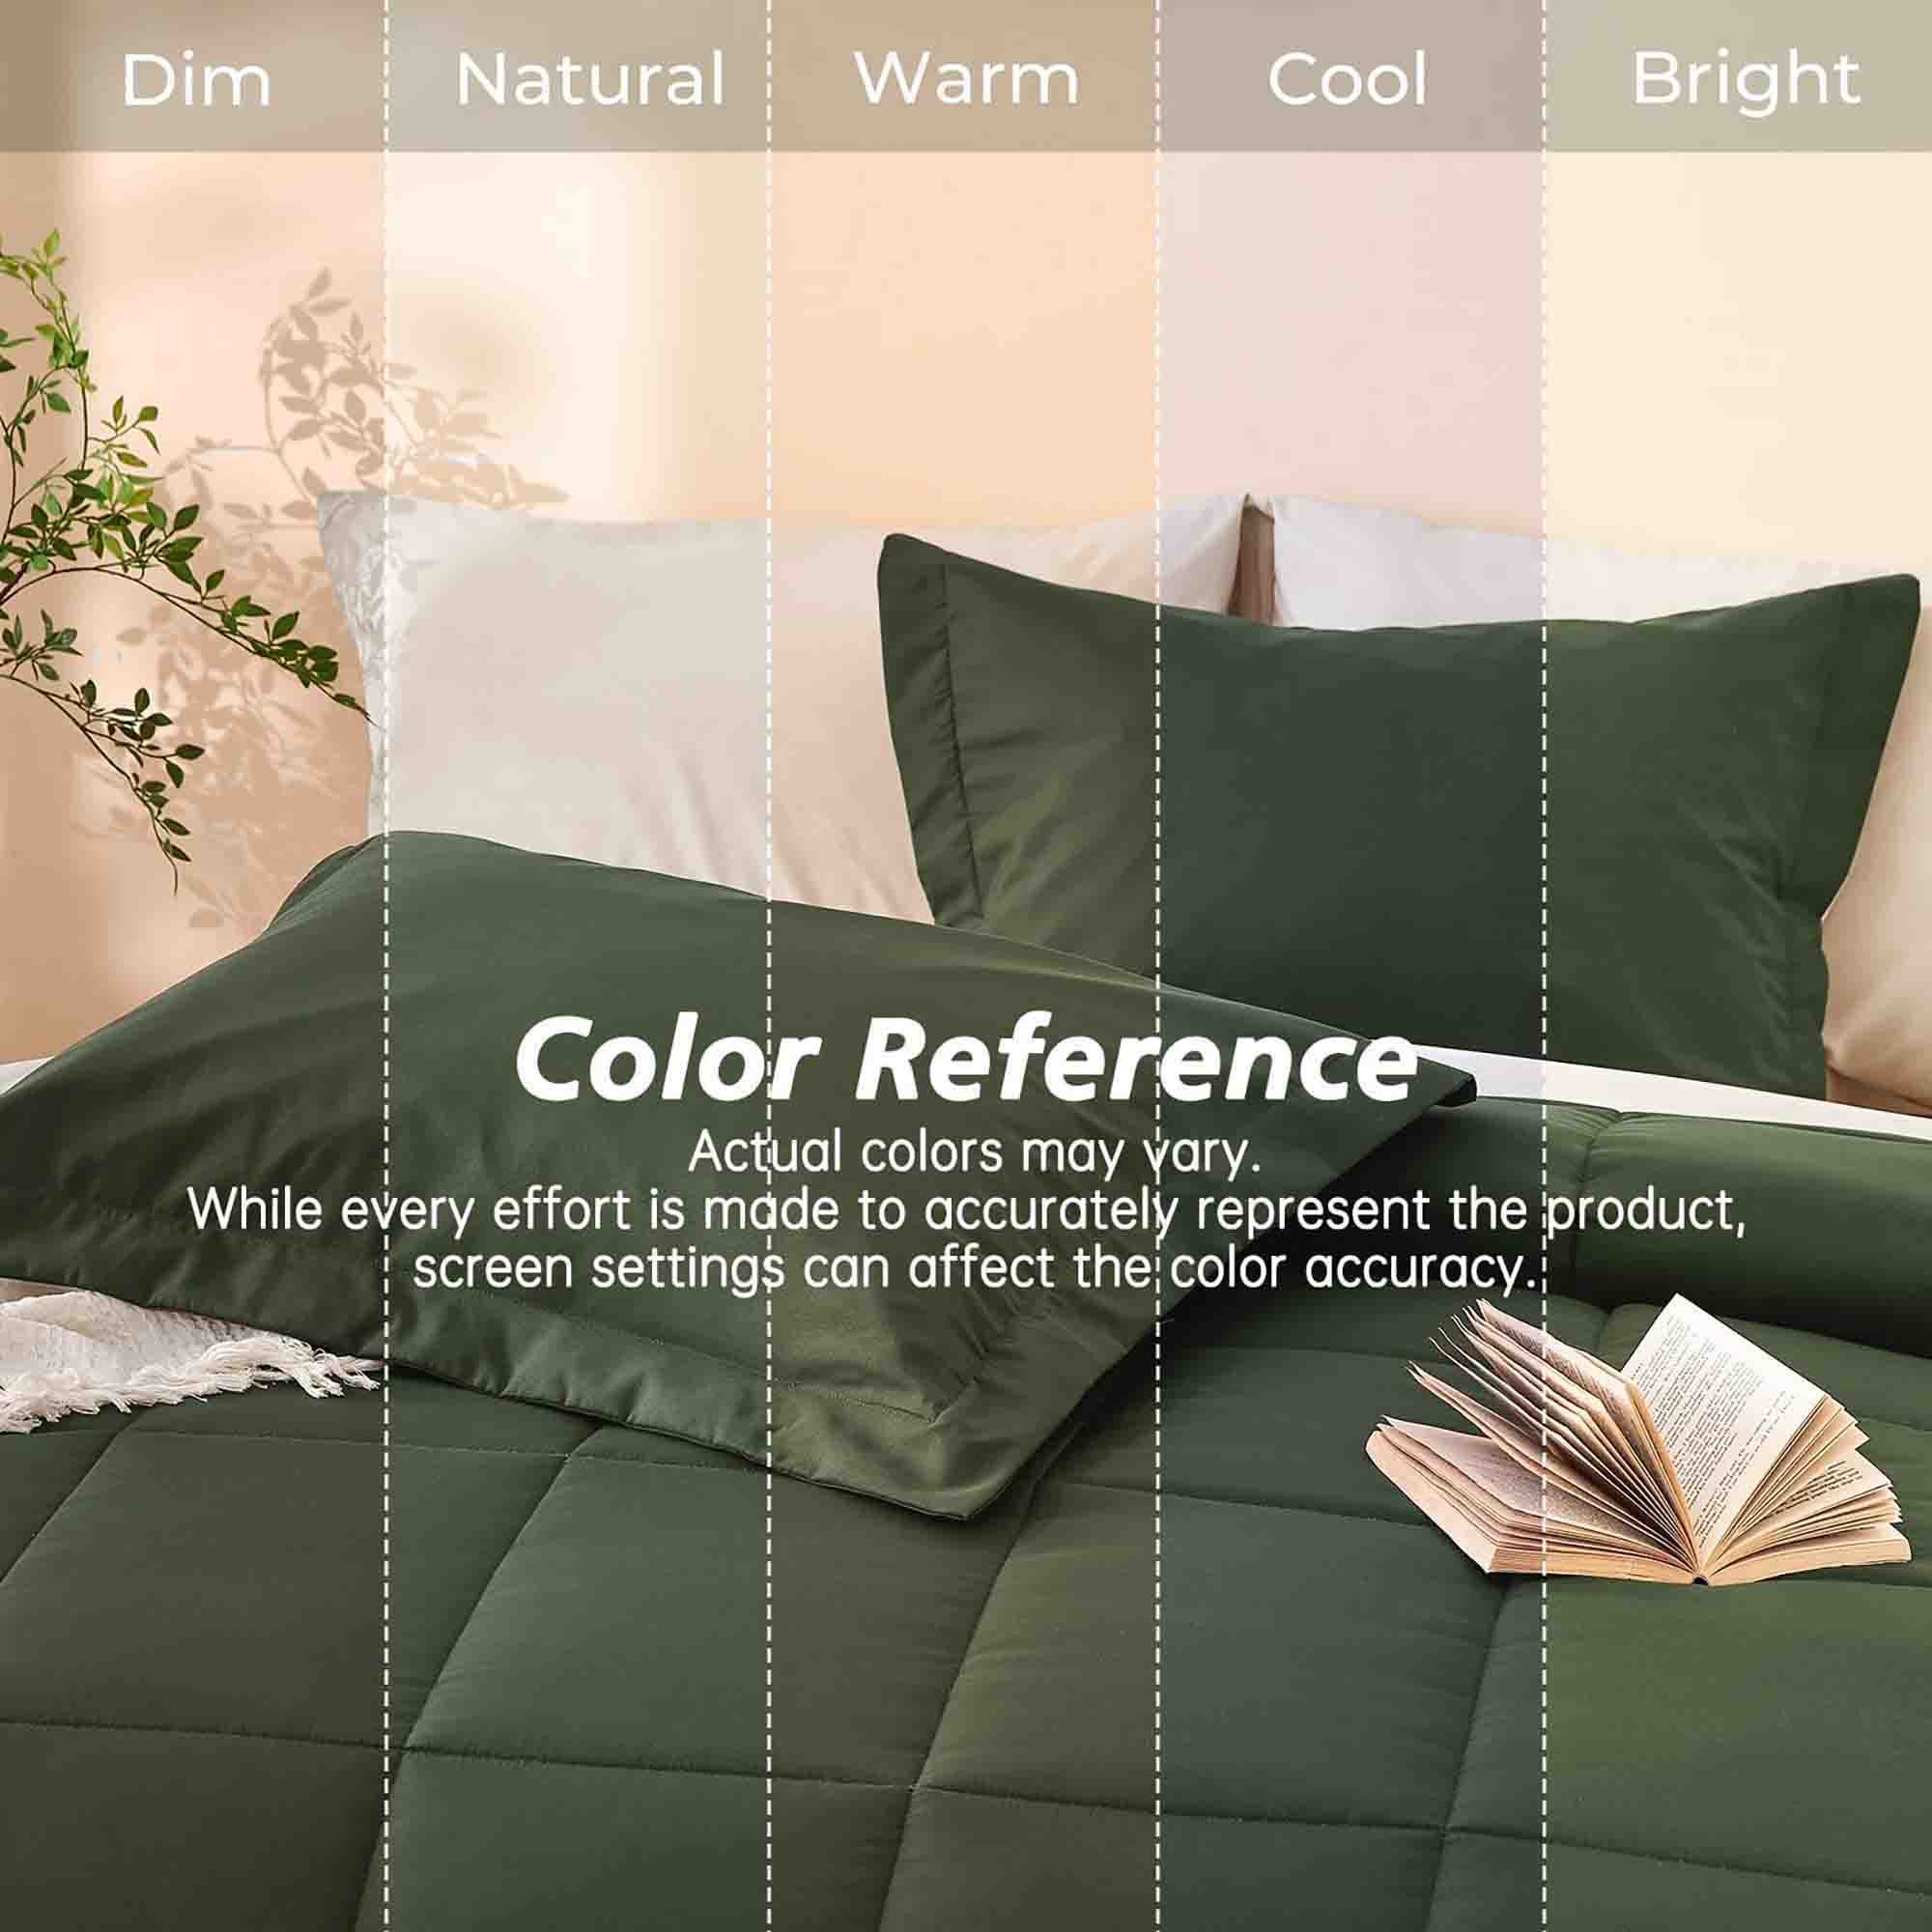 Dim Natural Warm Cool Bright
Color Reference
Actual colors may vary.
While every effort is made to accurately represent the product,
screen settings can affect the color accuracy.